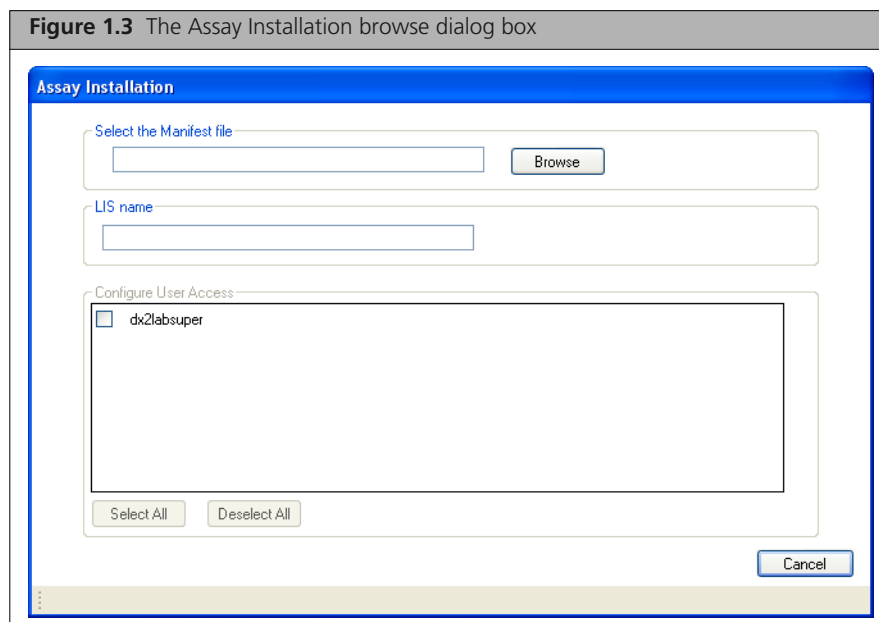 Figure 1.3 The Assay Installation browse dialog box
Assay Installation
Select the Manifest file
Browse
LIS name
Configure User Access
dx2labsuper
Select All Deselect All
Cancel